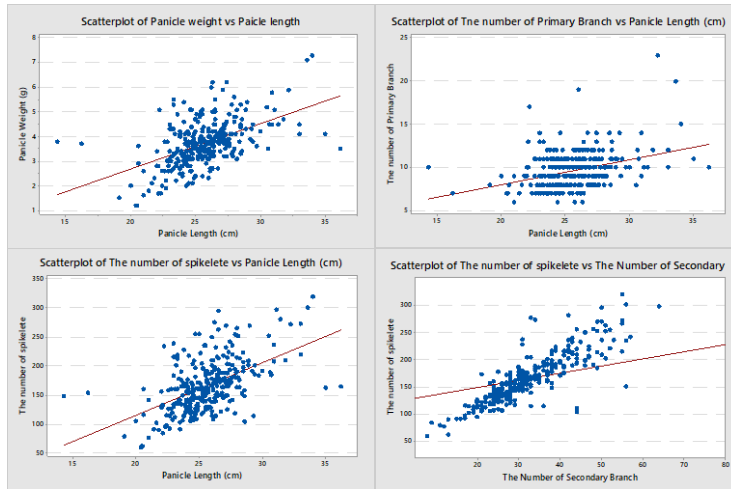 Scatterplot of Panicle weight vs Paicle length
8
7
6
5
4
3
2
1
Panicle Weight (g)
15 20 25 30 35
Panicle Length (cm)
Scatterplot of Tne number of Primary Branch vs Panicle Length (cm)
25
20
15
10
5
Tne number of Primary Branch
15 20 25 30 35
Panicle Length (cm)
Scatterplot of The number of spikelete vs Panicle Length (cm)
350
300
250
200
150
100
50
The number of spikelete
15 20 26 31 36
Panicle Length (cm)
Scatterplot of The number of spikelete vs The Number of Secondary
300
250
200
150
100
50
The number of spikelete
20 30 40 50 60 70 80
The Number of Secondary Branch